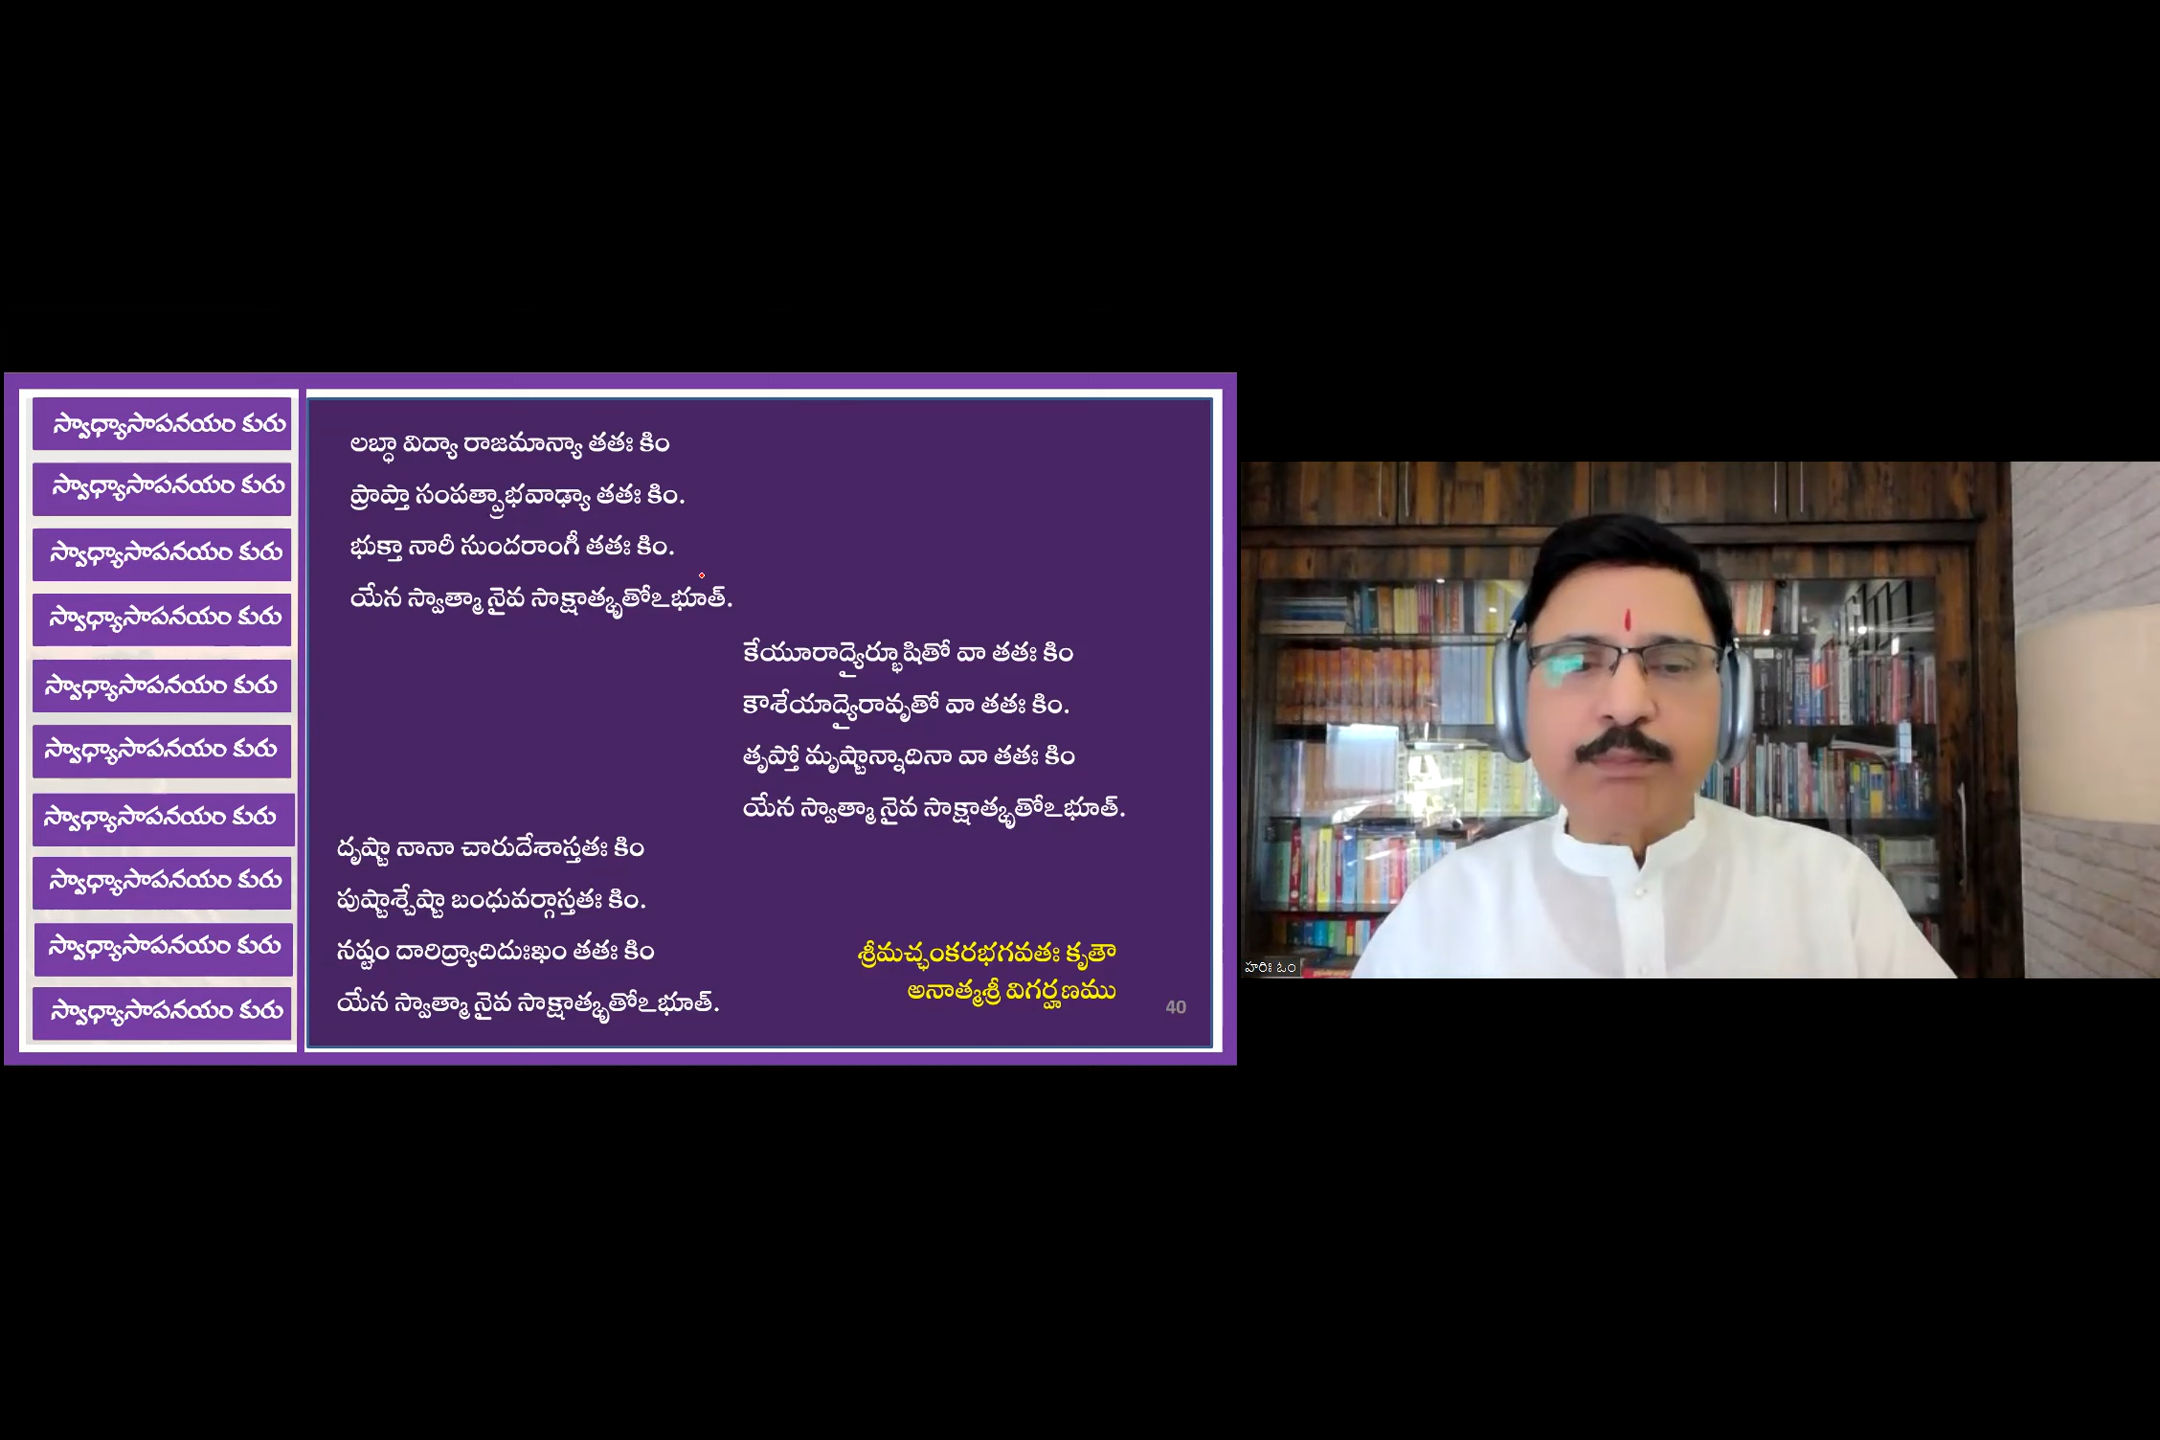 స్వాధ్యాసాపనయం కురు
స్వాధ్యాసాపనయం కురు
స్వాధ్యాసాపనయం కురు
స్వాధ్యాసాపనయం కురు
స్వాధ్యాసాపనయం కురు
స్వాధ్యాసాపనయం కురు
స్వాధ్యాసాపనయం కురు
స్వాధ్యాసాపనయం కురు
స్వాధ్యాసాపనయం కురు
స్వాధ్యాసాపనయం కురు
లబ్ధా విద్యా రాజమాన్యా తతః కిం
ప్రాప్తా సంపత్ప్రాభవాఢ్యా తతః కిం.
భుక్తా నారీ సుందరాంగీ తతః కిం.
యేన స్వాత్మా నైవ సాక్షాత్కృతోఽభూత్.
కేయూరాద్యైర్భూషితో వా తతః కిం
కౌశేయాద్యైరావృతో వా తతః కిం.
తృప్తో మృష్టాన్నాదినా వా తతః కిం
యేన స్వాత్మా నైవ సాక్షాత్కృతోఽభూత్.
దృష్టా నానా చారుదేశాస్తతః కిం
పుష్టాశ్చేష్టా బంధువర్గాస్తతః కిం.
నష్టం దారిద్ర్యాదిదుఃఖం తతః కిం
యేన స్వాత్మా నైవ సాక్షాత్కృతోఽభూత్.
శ్రీమచ్ఛంకరభగవతః కృతౌ
అనాత్మశ్రీ విగర్హణము
40
హరిః ఓం